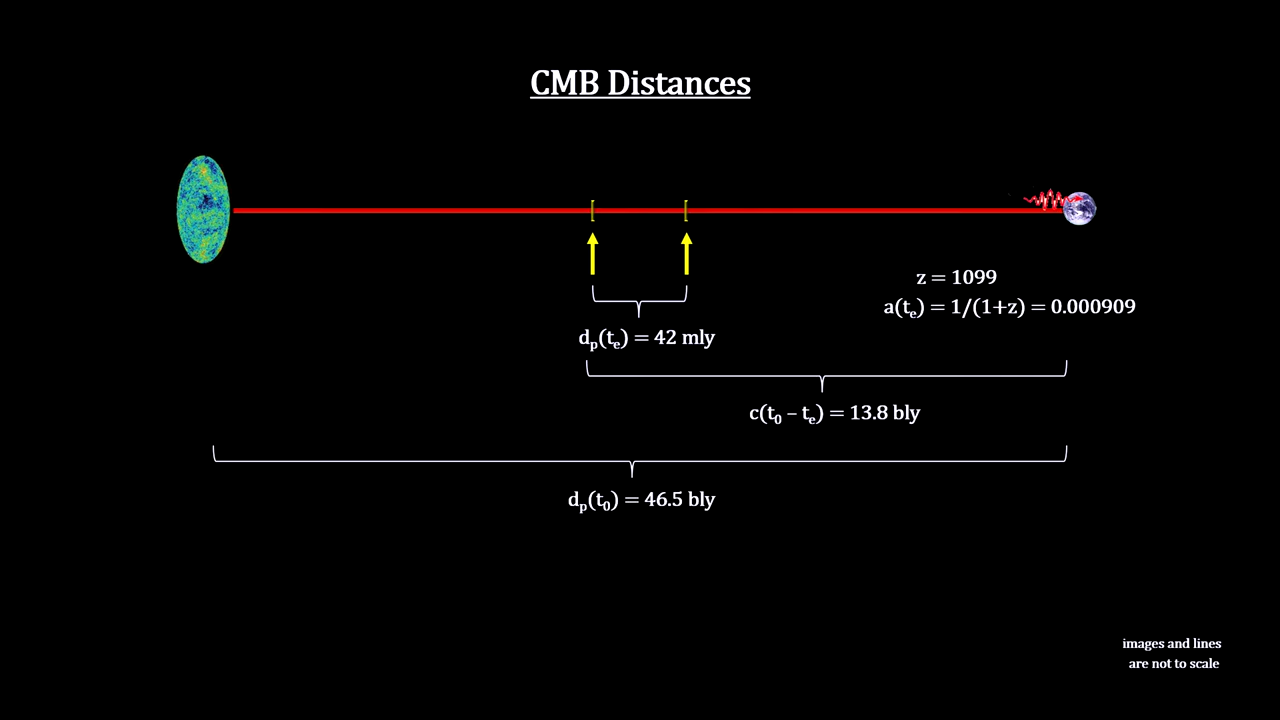 CMB Distances
z = 1099
a(tₑ) = 1/(1+z) = 0.000909
dₚ(tₑ) = 42 mly
c(t₀ – tₑ) = 13.8 bly
dₚ(t₀) = 46.5 bly
images and lines
are not to scale